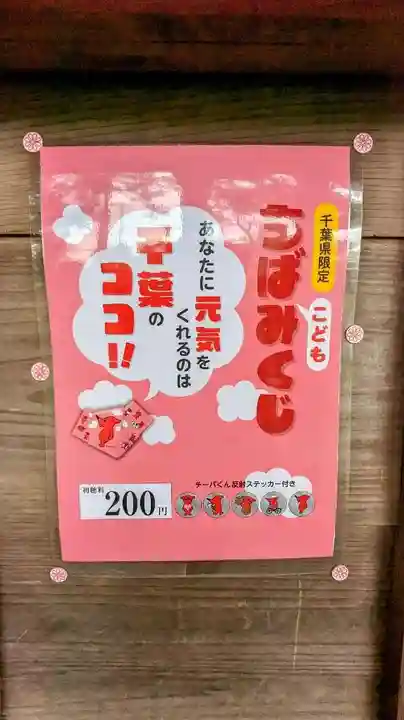 千葉県限定
ちばみくじ
こども
あなたに元気を
くれるのは
千葉の
ココ!!
チーバくん反射ステッカー付き
初穂料
200円